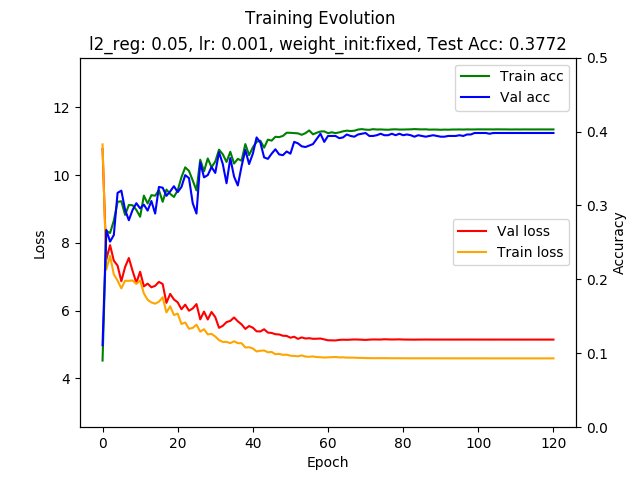 Training Evolution
l2_reg: 0.05, lr: 0.001, weight_init:fixed, Test Acc: 0.3772
Train acc
Val acc
Val loss
Train loss
Loss
12
10
8
6
4
Accuracy
0.5
0.4
0.3
0.2
0.1
0.0
0 20 40 60 80 100 120
Epoch